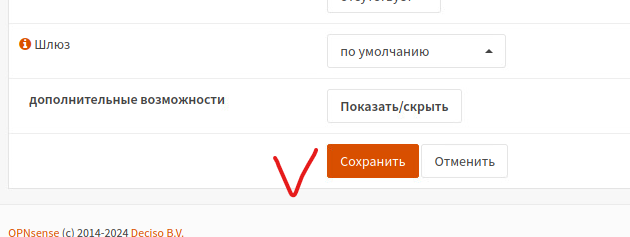 Шлюз
по умолчанию
дополнительные возможности
Показать/скрыть
Сохранить
Отменить
OPNsense (c) 2014-2024 Deciso B.V.